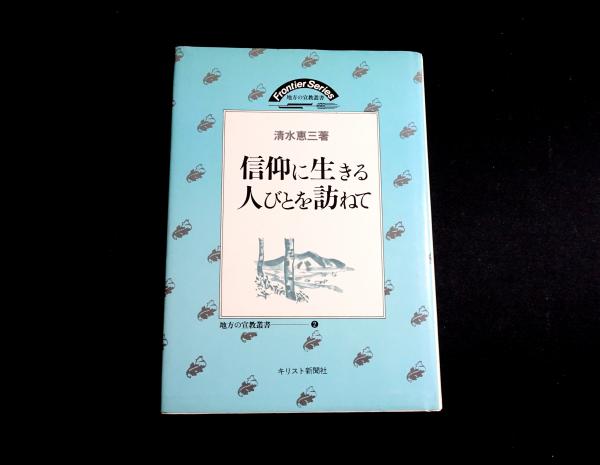 Frontier Series
地方の宣教叢書
清水惠三著
信仰に生きる
人びとを訪ねて
地方の宣教叢書 ❷
キリスト新聞社